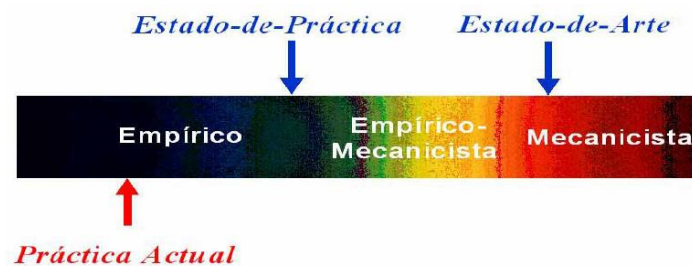 Estado-de-Práctica
Estado-de-Arte
Empírico
Empírico-
Mecanicista
Mecanicista
Práctica Actual